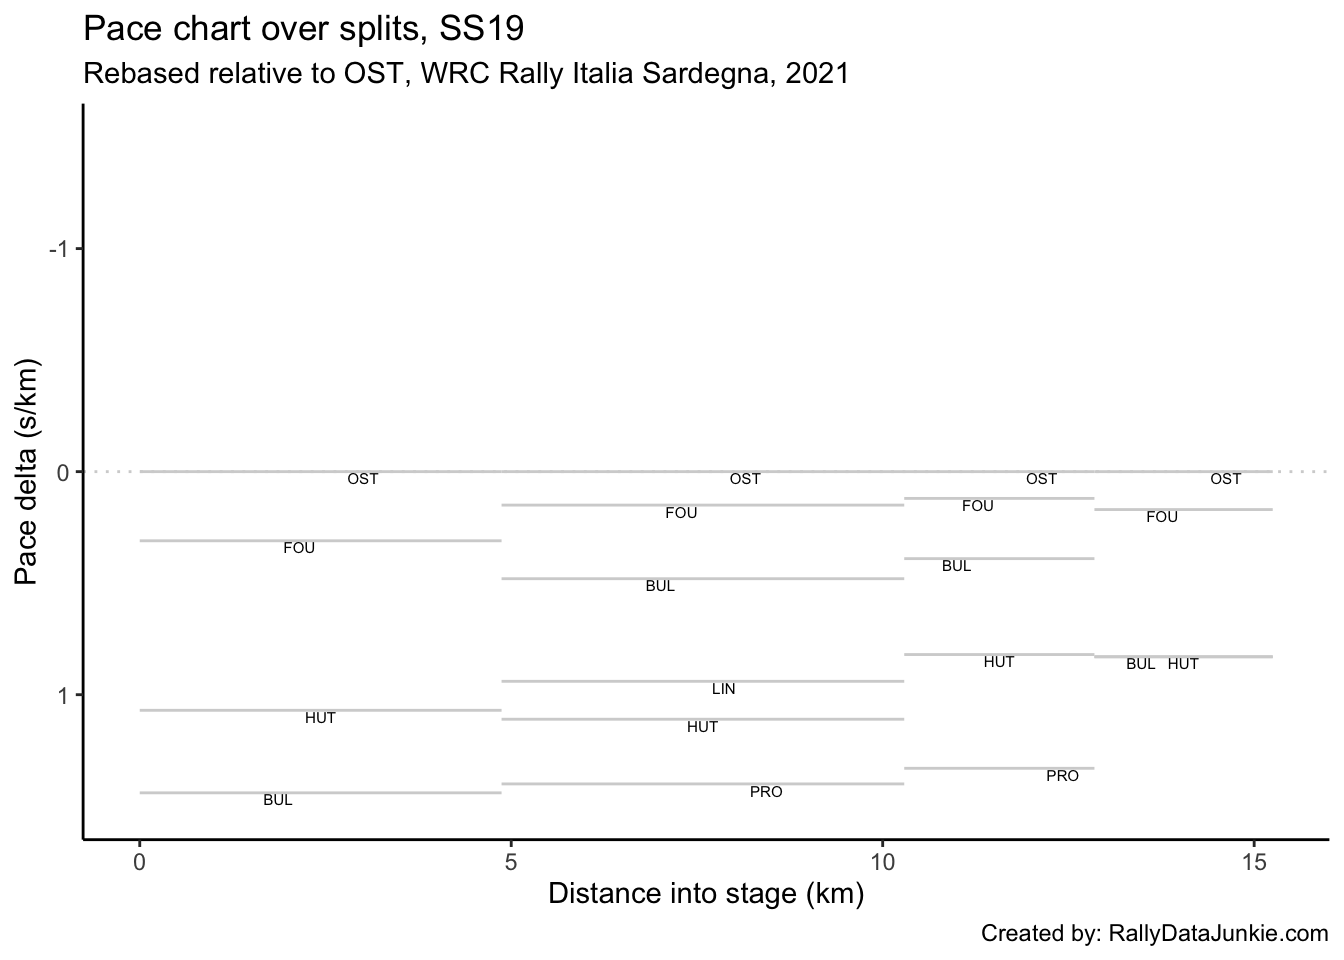 Pace chart over splits, SS19
Rebased relative to OST, WRC Rally Italia Sardegna, 2021
Pace delta (s/km)
-1
0
1
OST OST OST OST
FOU FOU FOU FOU
BUL BUL
HUT BUL HUT
LIN
HUT HUT
PRO
BUL PRO
0 5 10 15
Distance into stage (km)
Created by: RallyDataJunkie.com